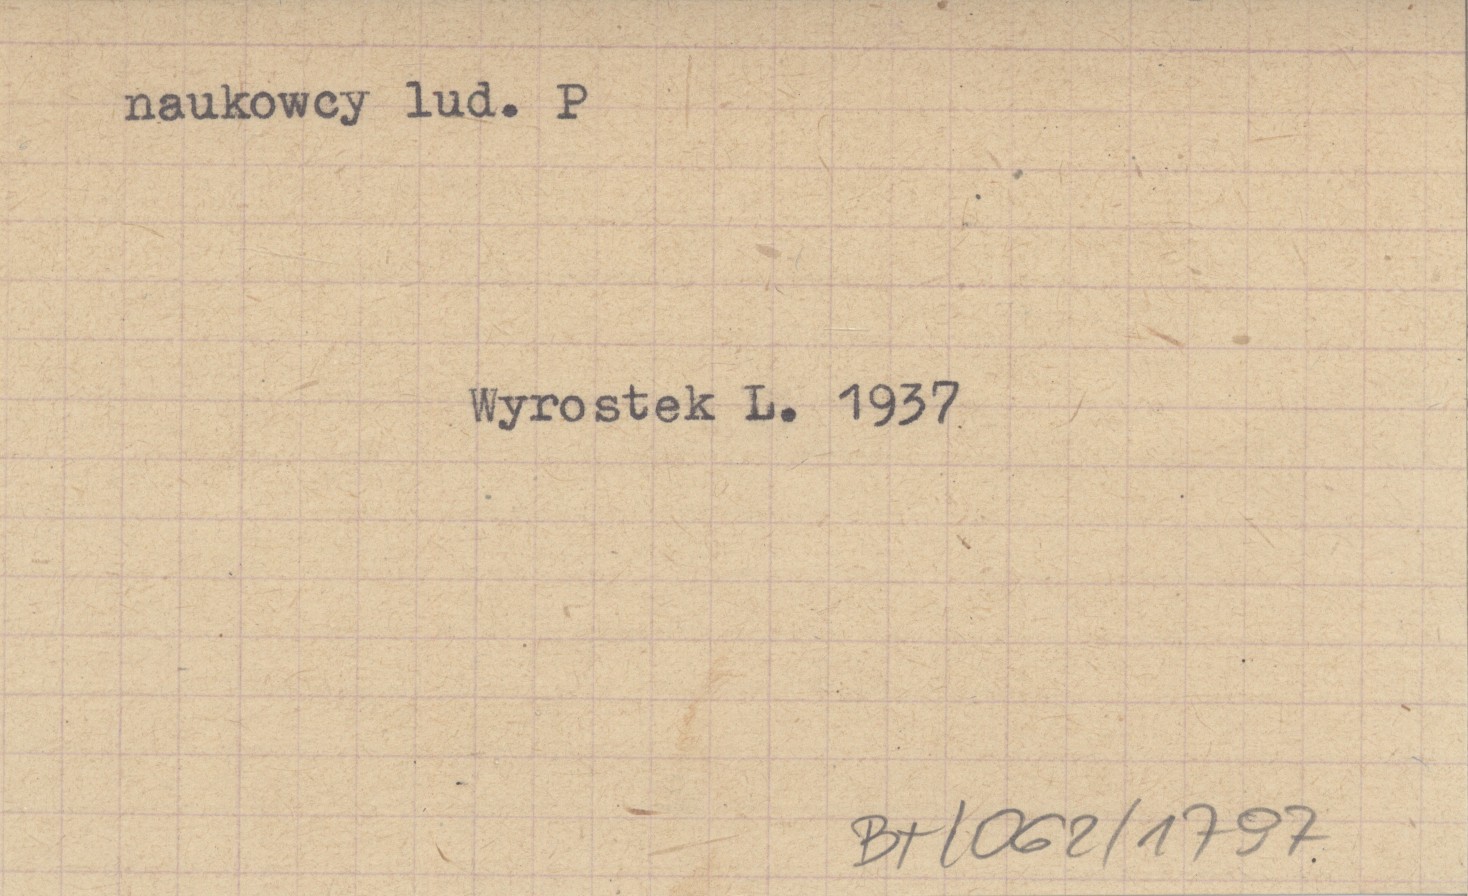 naukowcy lud. P
Wyrostek L. 1937
Bt/062/1797